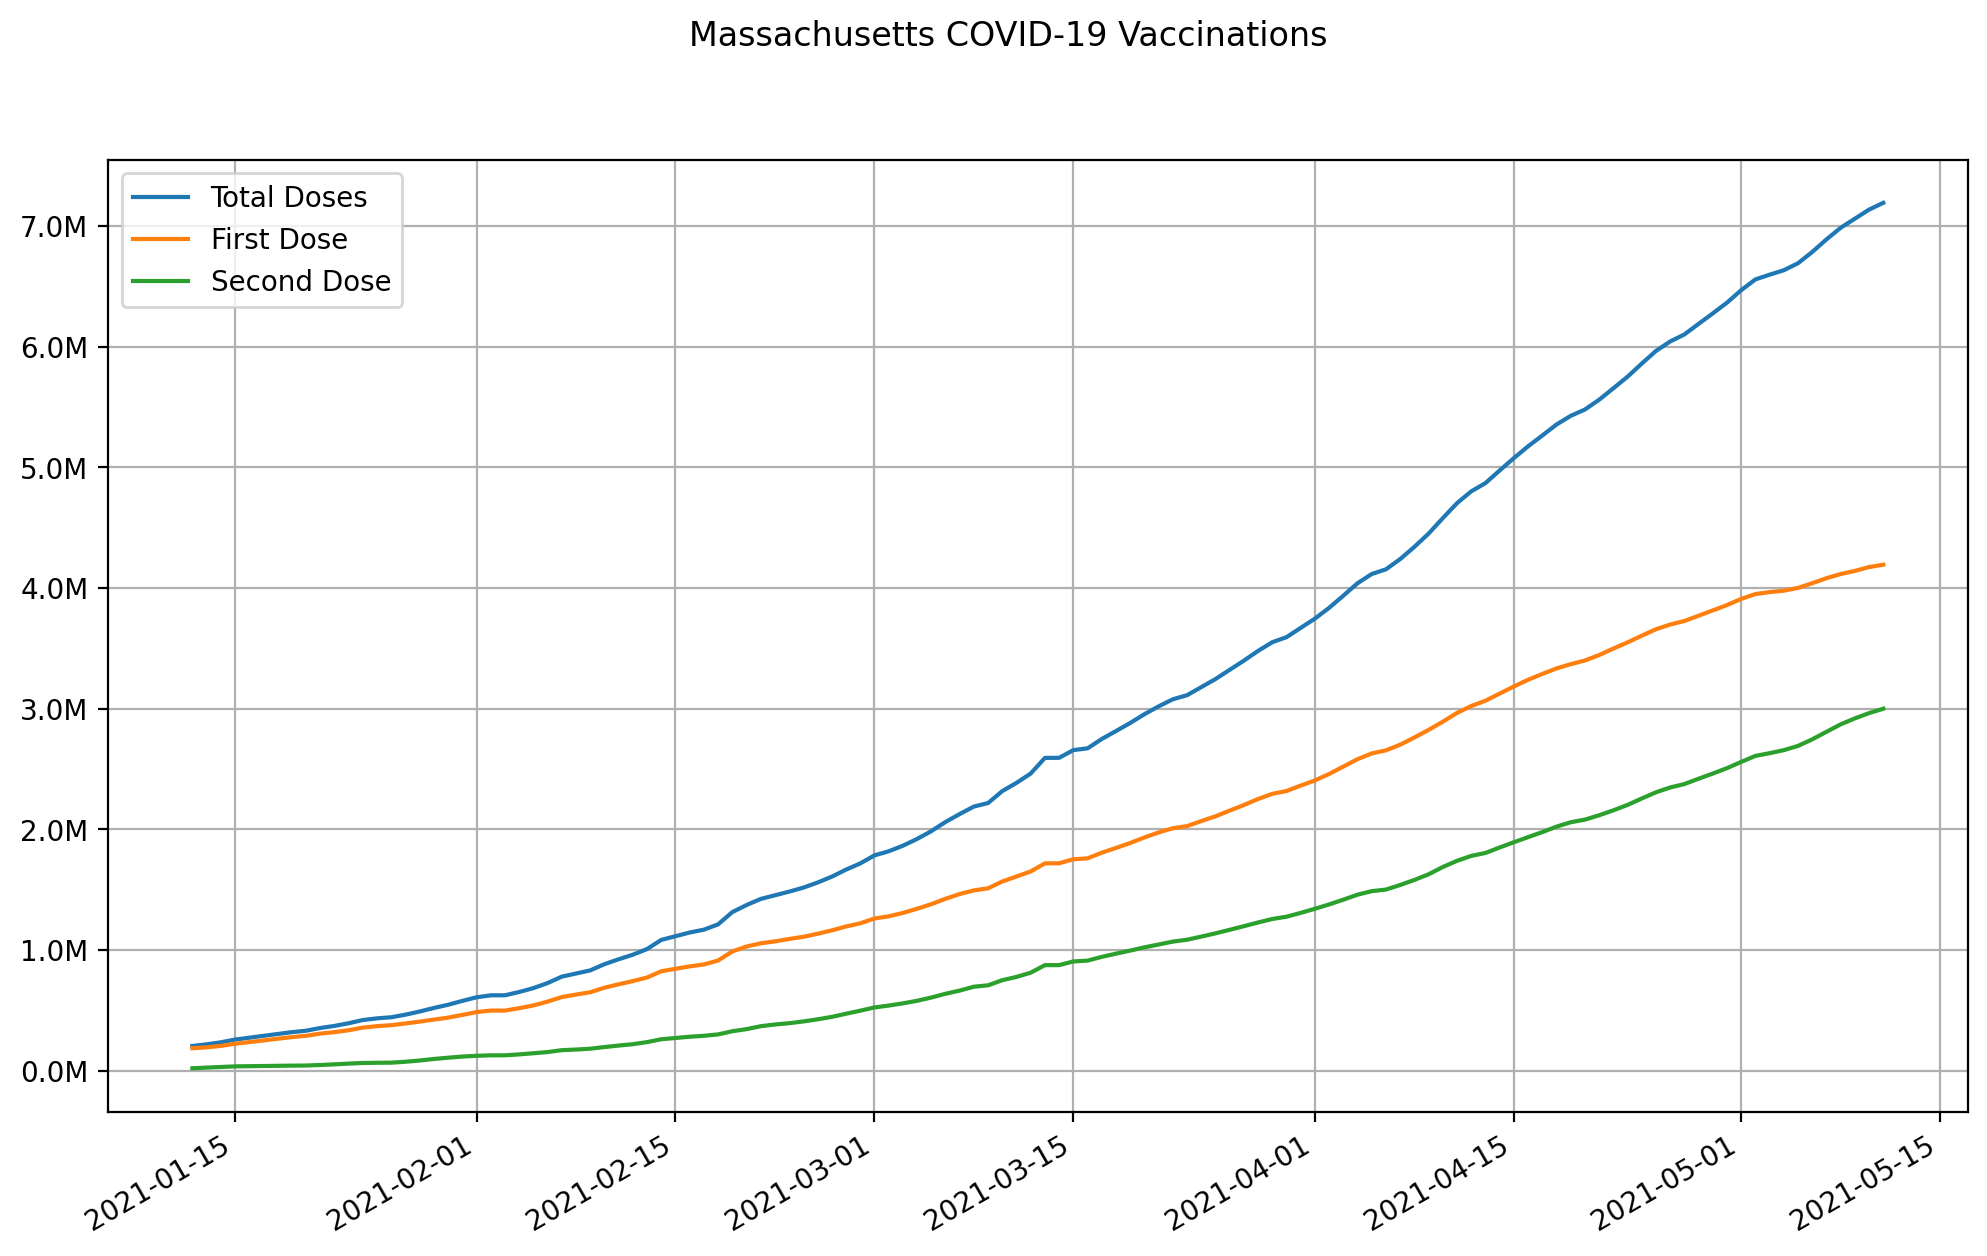 Massachusetts COVID-19 Vaccinations
Total Doses
First Dose
Second Dose
7.0M
6.0M
5.0M
4.0M
3.0M
2.0M
1.0M
0.0M
2021-01-15
2021-02-01
2021-02-15
2021-03-01
2021-03-15
2021-04-01
2021-04-15
2021-05-01
2021-05-15